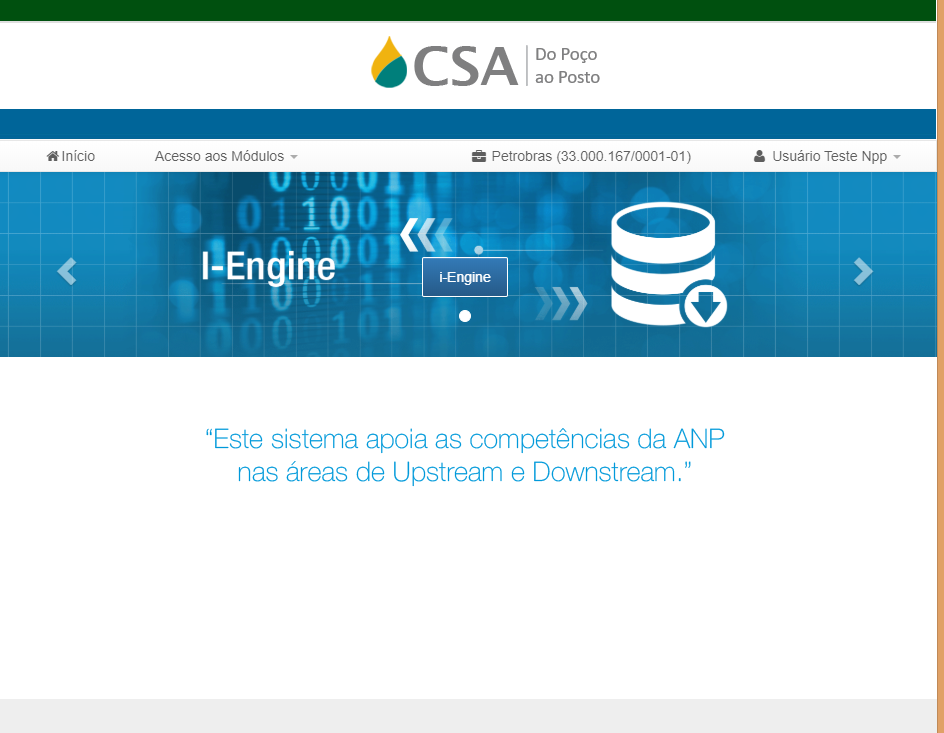 CSA
Do Poço
ao Posto
Início
Acesso aos Módulos
Petrobras (33.000.167/0001-01)
Usuário Teste Npp
I-Engine
i-Engine
“Este sistema apoia as competências da ANP
nas áreas de Upstream e Downstream.”